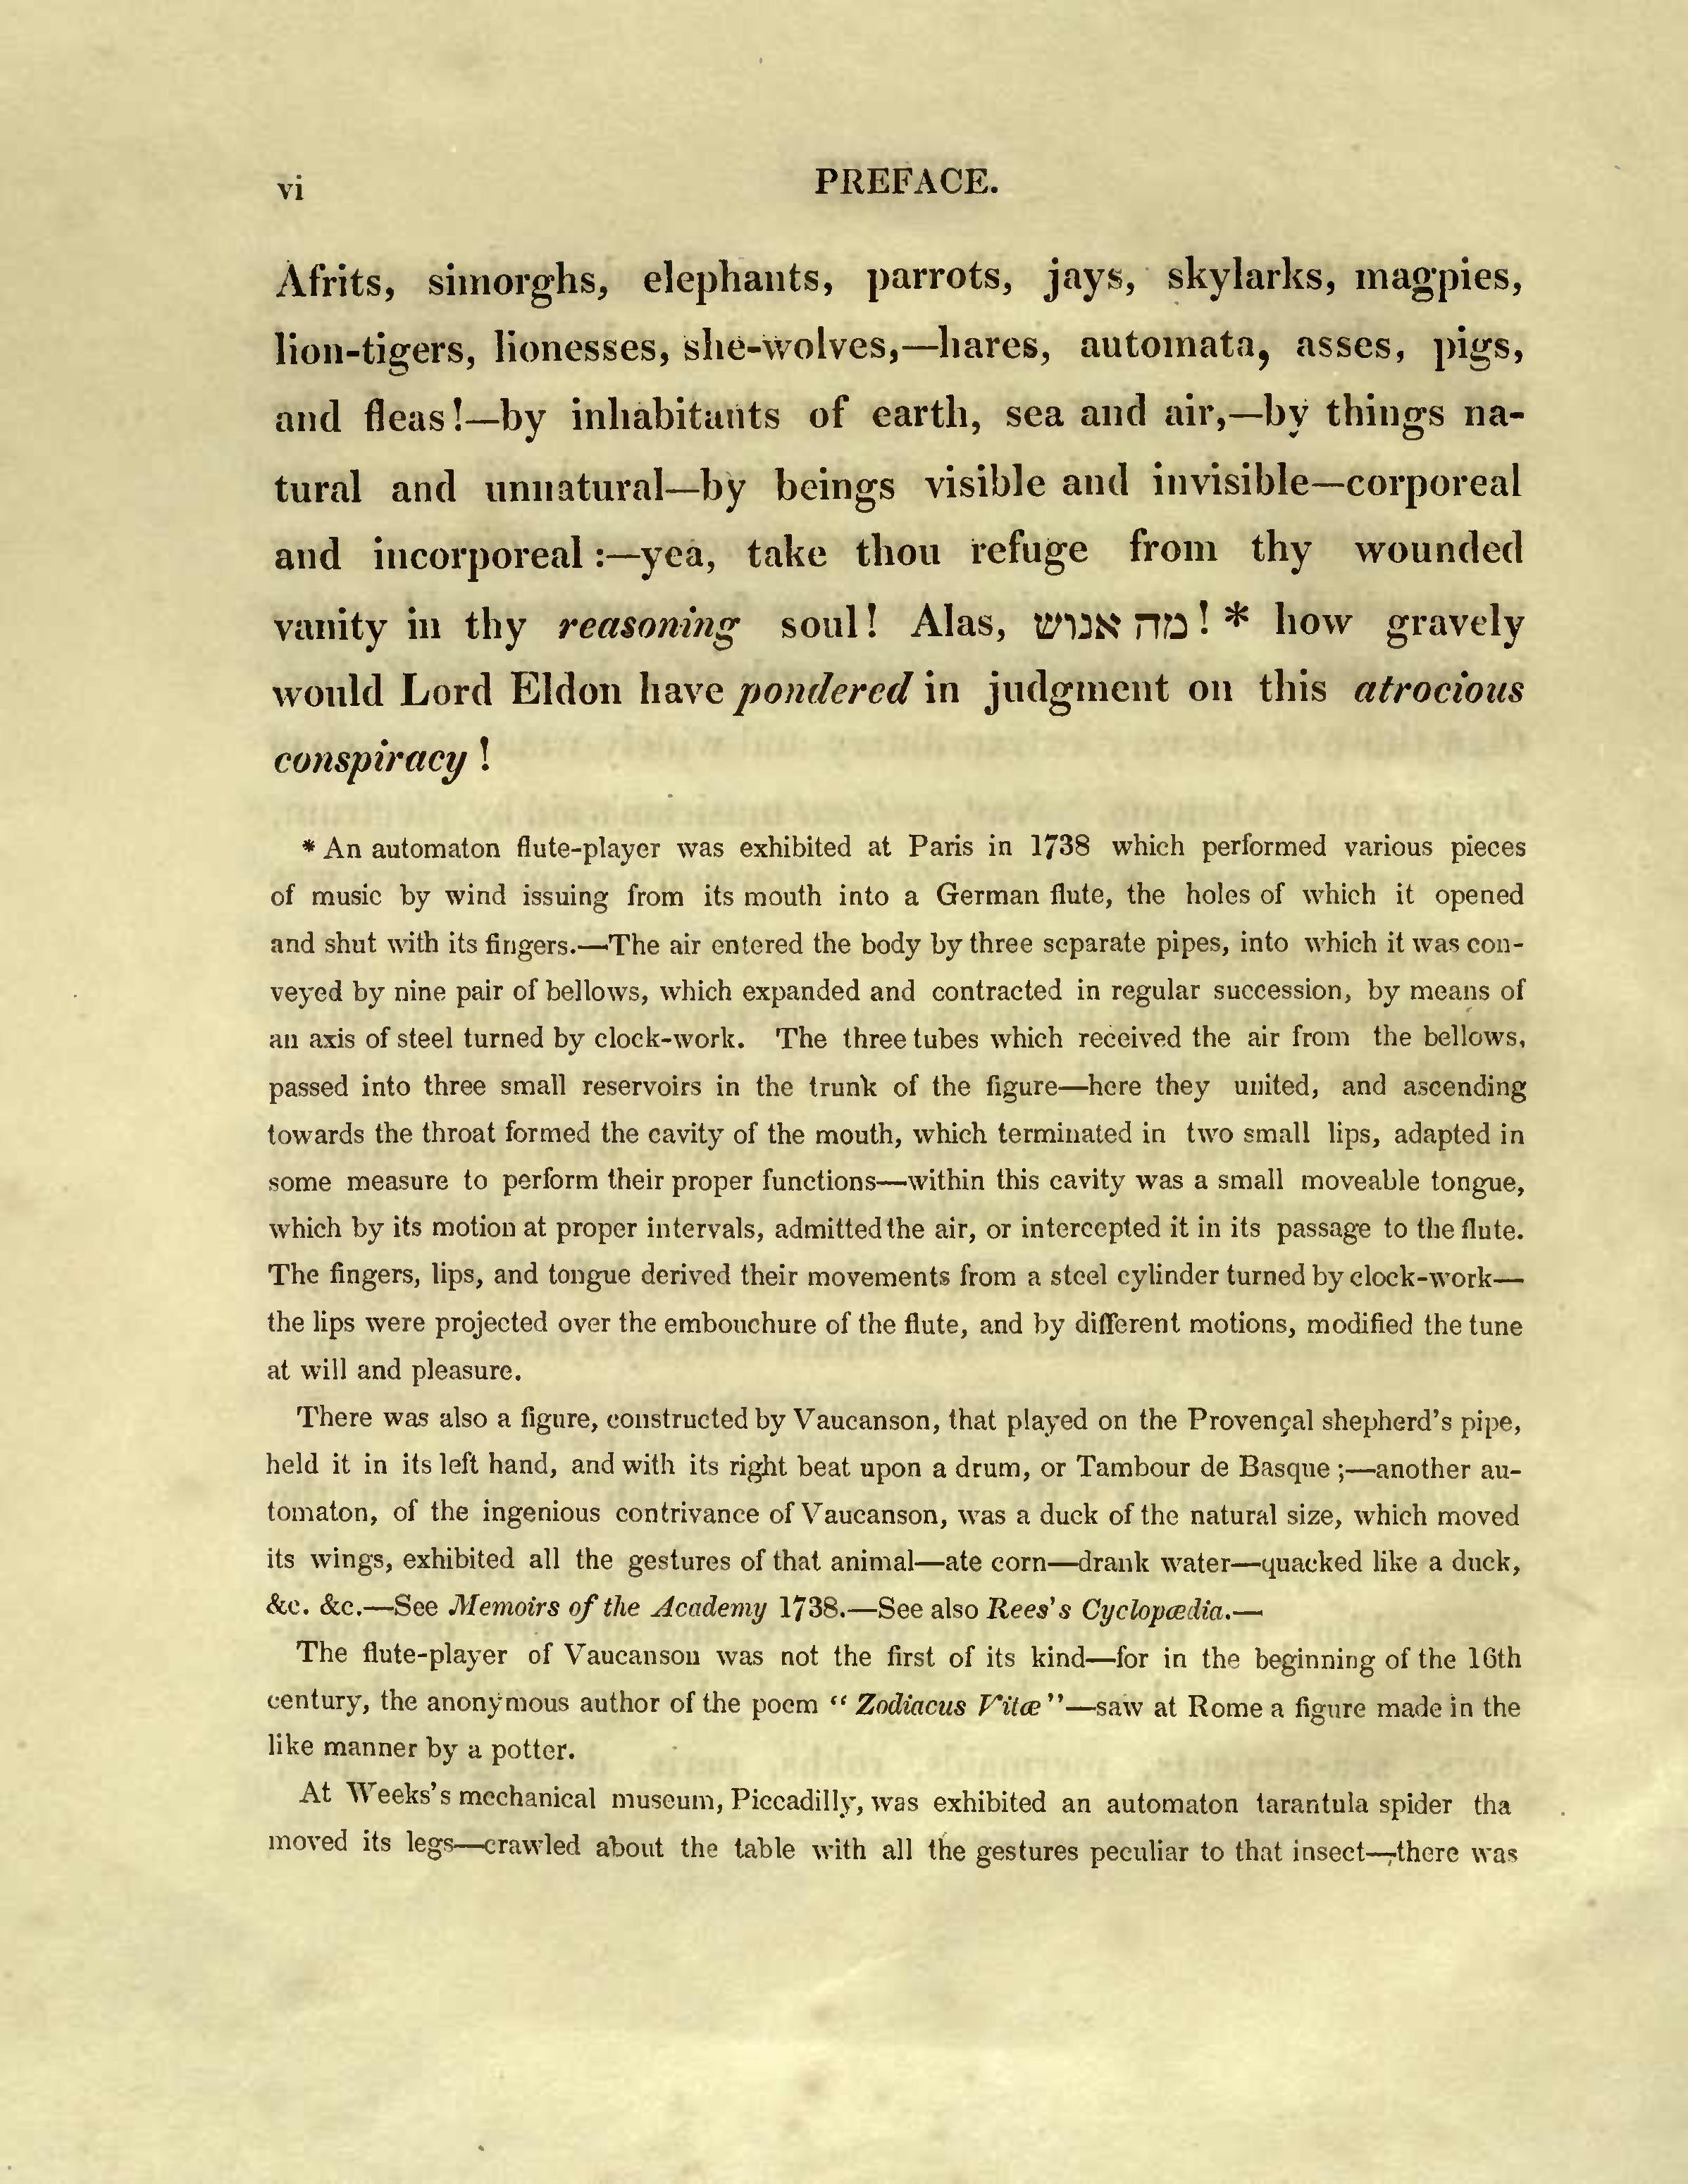 vi
PREFACE.
Afrits, simorghs, elephants, parrots, jays, skylarks, magpies,
lion-tigers, lionesses, she-wolves,—hares, automata, asses, pigs,
and fleas!—by inhabitants of earth, sea and air,—by things na-
tural and unnatural—by beings visible and invisible—corporeal
and incorporeal:—yea, take thou refuge from thy wounded
vanity in thy reasoning soul! Alas, מה אנוש! * how gravely
would Lord Eldon have pondered in judgment on this atrocious
conspiracy!
* An automaton flute-player was exhibited at Paris in 1738 which performed various pieces
of music by wind issuing from its mouth into a German flute, the holes of which it opened
and shut with its fingers.—The air entered the body by three separate pipes, into which it was con-
veyed by nine pair of bellows, which expanded and contracted in regular succession, by means of
an axis of steel turned by clock-work. The three tubes which received the air from the bellows,
passed into three small reservoirs in the trunk of the figure—here they united, and ascending
towards the throat formed the cavity of the mouth, which terminated in two small lips, adapted in
some measure to perform their proper functions—within this cavity was a small moveable tongue,
which by its motion at proper intervals, admitted the air, or intercepted it in its passage to the flute.
The fingers, lips, and tongue derived their movements from a steel cylinder turned by clock-work—
the lips were projected over the embouchure of the flute, and by different motions, modified the tune
at will and pleasure.
There was also a figure, constructed by Vaucanson, that played on the Provençal shepherd's pipe,
held it in its left hand, and with its right beat upon a drum, or Tambour de Basque;—another au-
tomaton, of the ingenious contrivance of Vaucanson, was a duck of the natural size, which moved
its wings, exhibited all the gestures of that animal—ate corn—drank water—quacked like a duck,
&c. &c.—See Memoirs of the Academy 1738.—See also Rees's Cyclopædia.—
The flute-player of Vaucanson was not the first of its kind—for in the beginning of the 16th
century, the anonymous author of the poem "Zodiacus Vitæ"—saw at Rome a figure made in the
like manner by a potter.
At Weeks's mechanical museum, Piccadilly, was exhibited an automaton tarantula spider tha
moved its legs—crawled about the table with all the gestures peculiar to that insect—there was